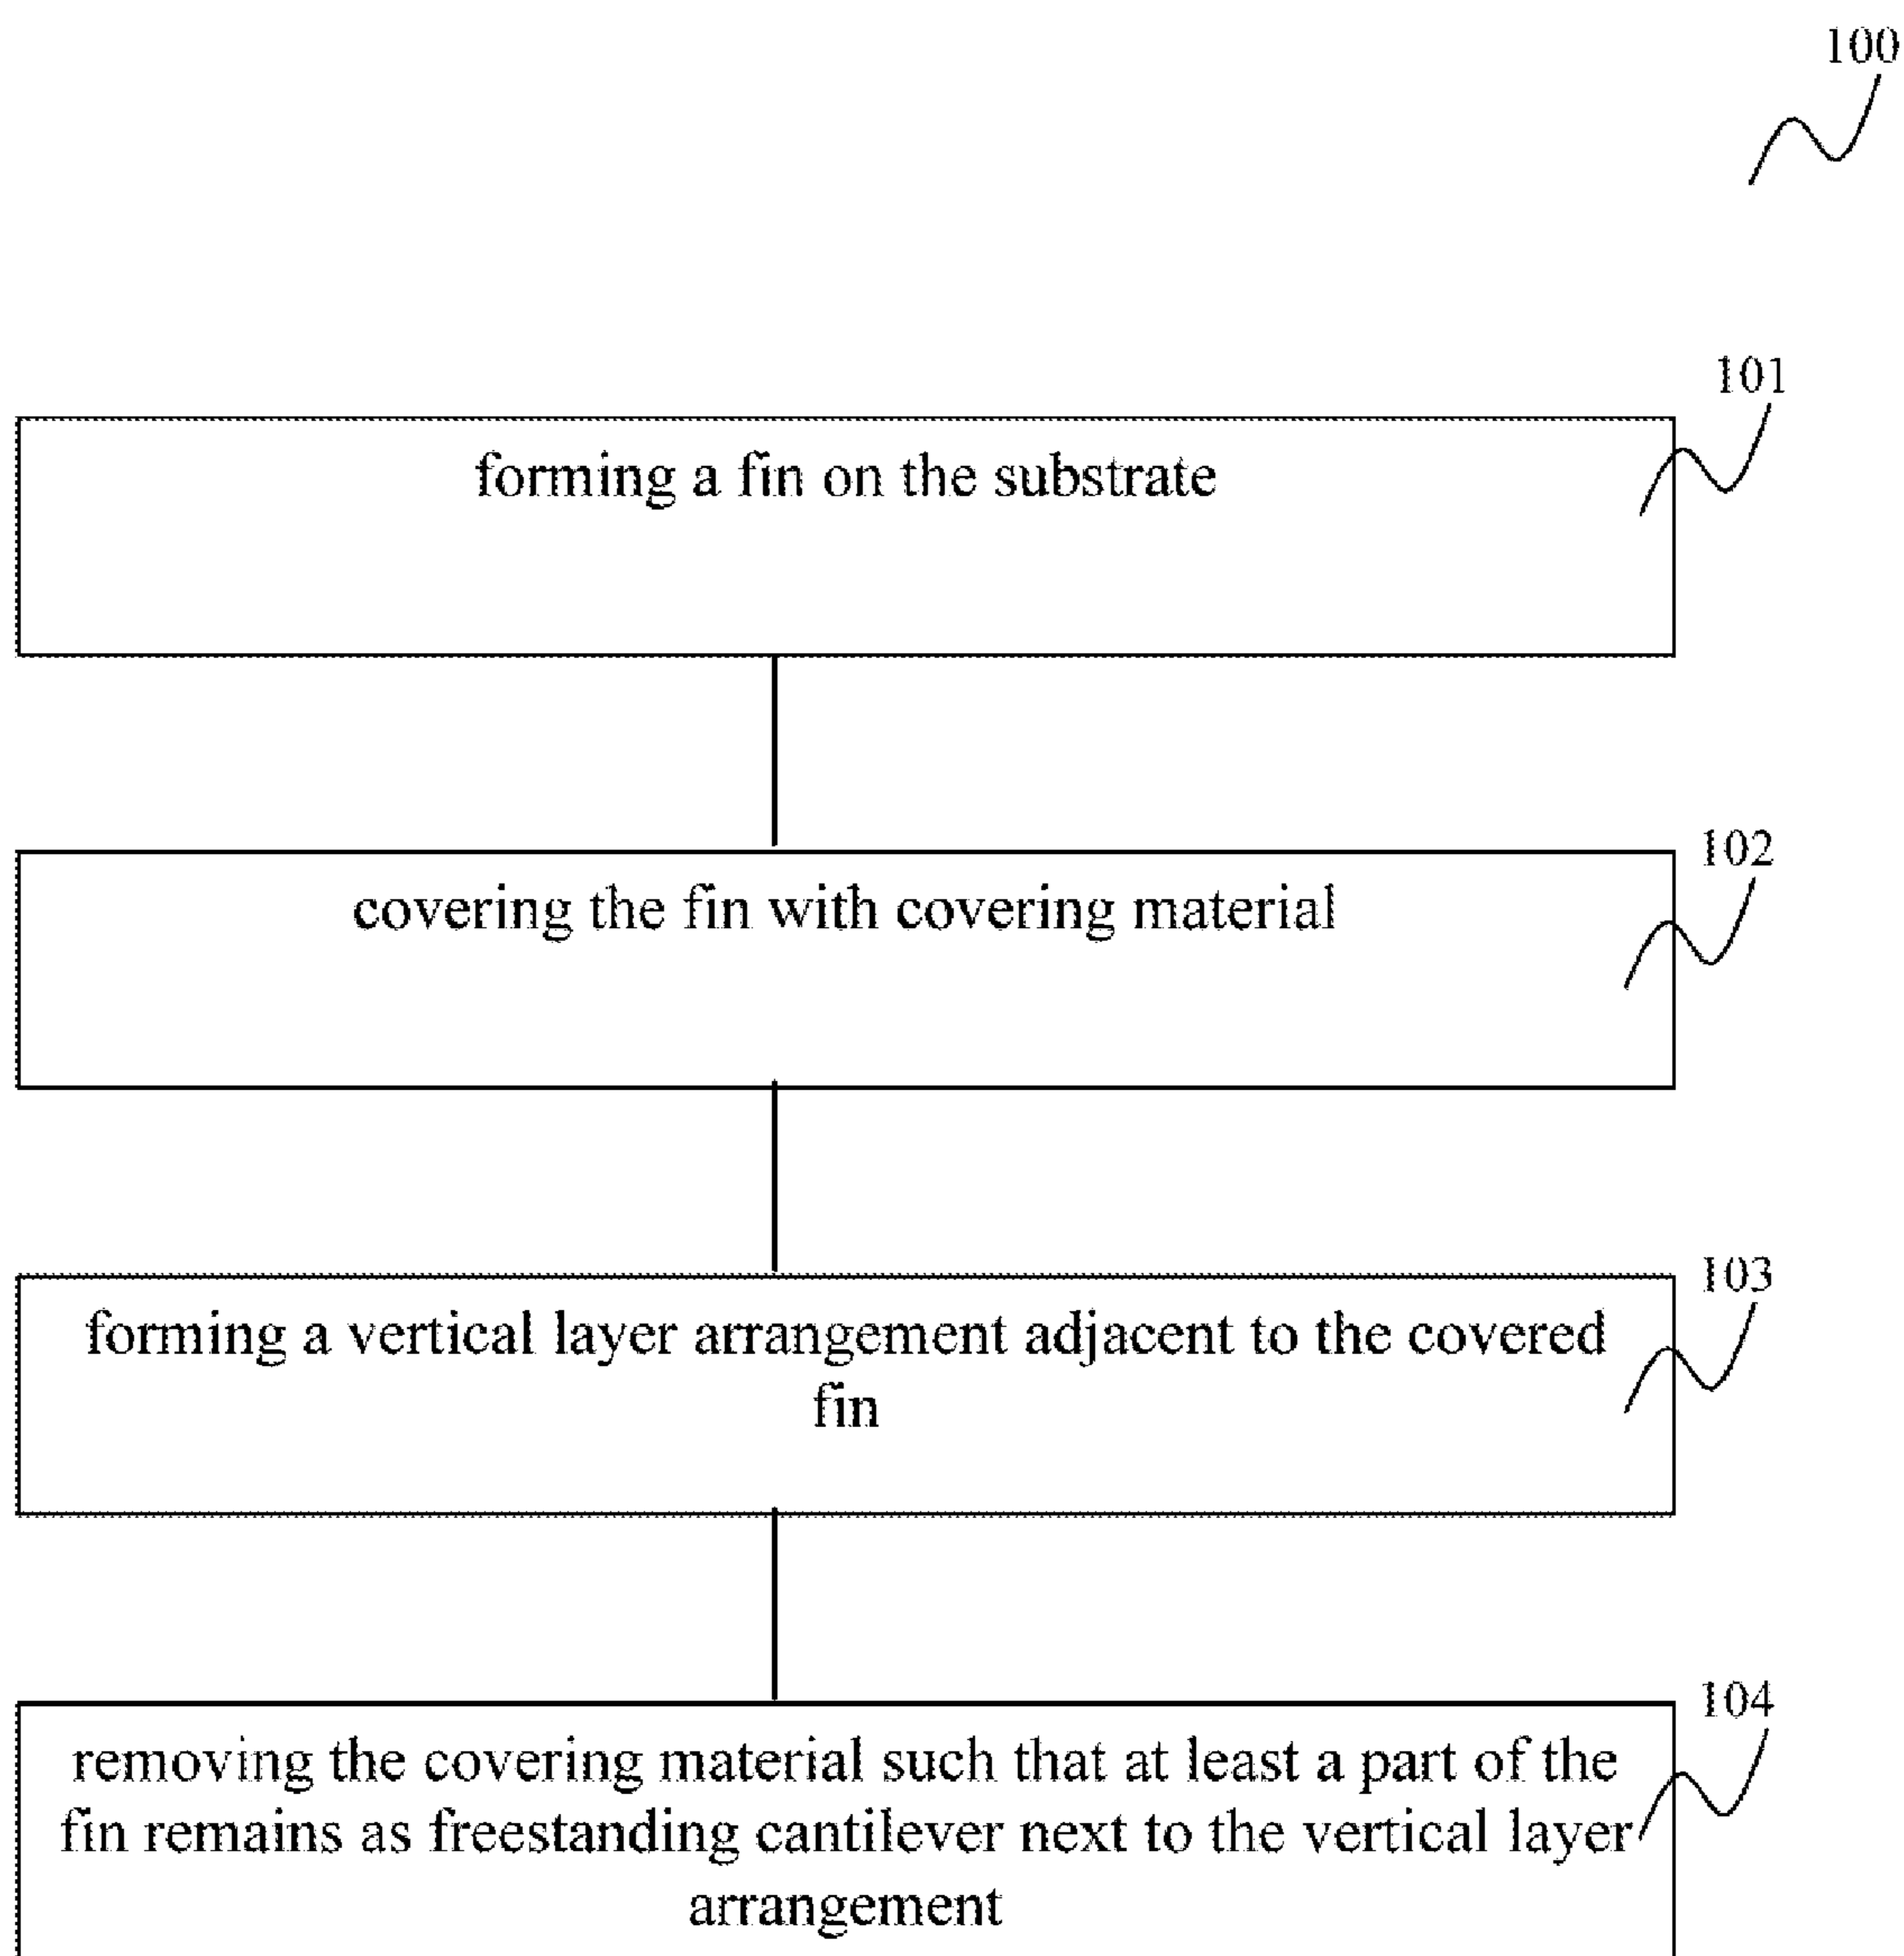 100
101
forming a fin on the substrate
102
covering the fin with covering material
103
forming a vertical layer arrangement adjacent to the covered
fin
104
removing the covering material such that at least a part of the
fin remains as freestanding cantilever next to the vertical layer
arrangement